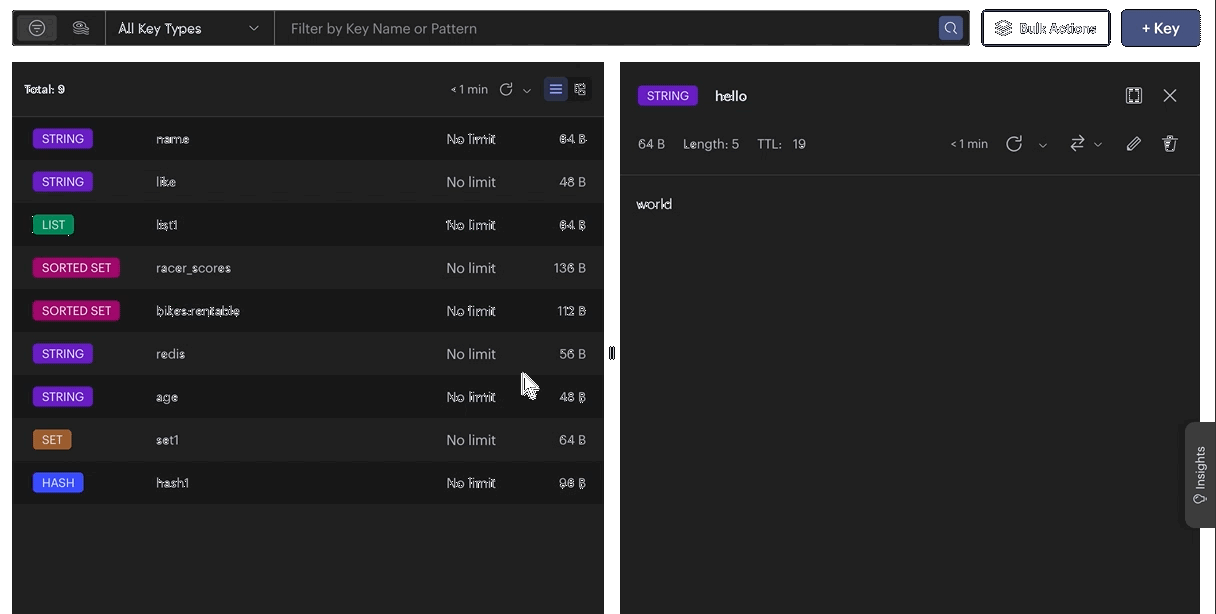 All Key Types Filter by Key Name or Pattern Bulk Actions + Key
Total: 9 < 1 min
STRING name No limit 64 B
STRING like No limit 48 B
LIST list1 No limit 64 B
SORTED SET racer_scores No limit 136 B
SORTED SET bikes:rentable No limit 112 B
STRING redis No limit 56 B
STRING age No limit 48 B
SET set1 No limit 64 B
HASH hash1 No limit 96 B
STRING hello
64 B Length: 5 TTL: 19 < 1 min
world
Insights